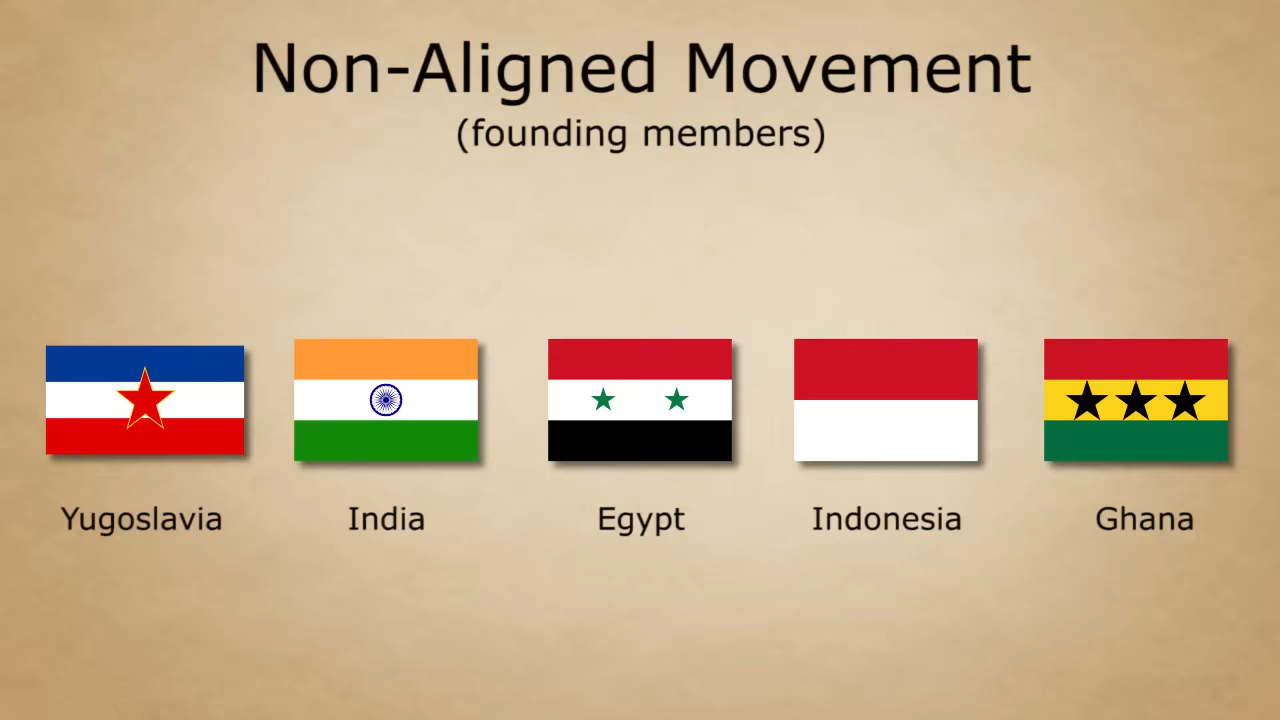 Non-Aligned Movement
(founding members)
Yugoslavia
India
Egypt
Indonesia
Ghana